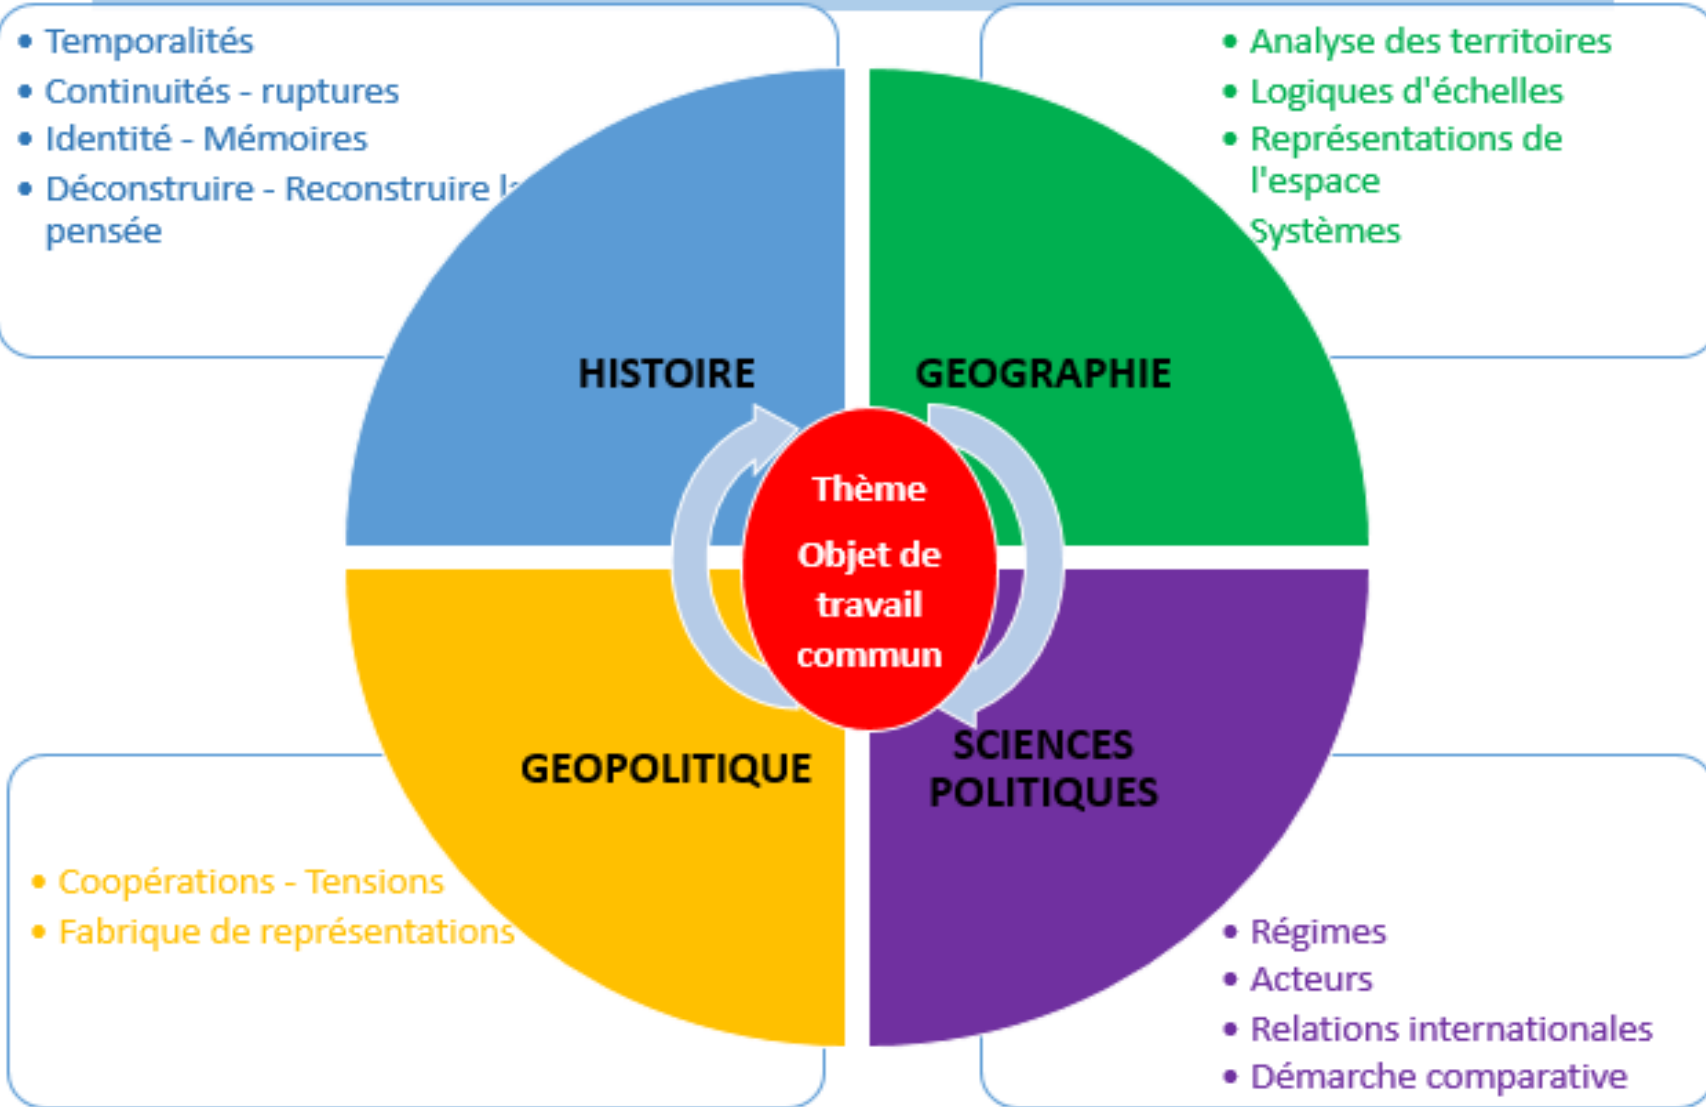 • Temporalités
• Continuités - ruptures
• Identité - Mémoires
• Déconstruire - Reconstruire
pensée
• Analyse des territoires
• Logiques d'échelles
• Représentations de
l'espace
Systèmes
HISTOIRE
GEOGRAPHIE
Thème
Objet de
travail
commun
GEOPOLITIQUE
SCIENCES
POLITIQUES
• Coopérations - Tensions
• Fabrique de représentations
• Régimes
• Acteurs
• Relations internationales
• Démarche comparative